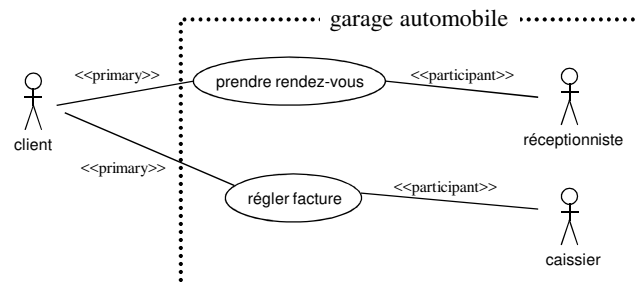 garage automobile
<<primary>>
prendre rendez-vous
<<participant>>
client
réceptionniste
<<primary>>
régler facture
<<participant>>
caissier